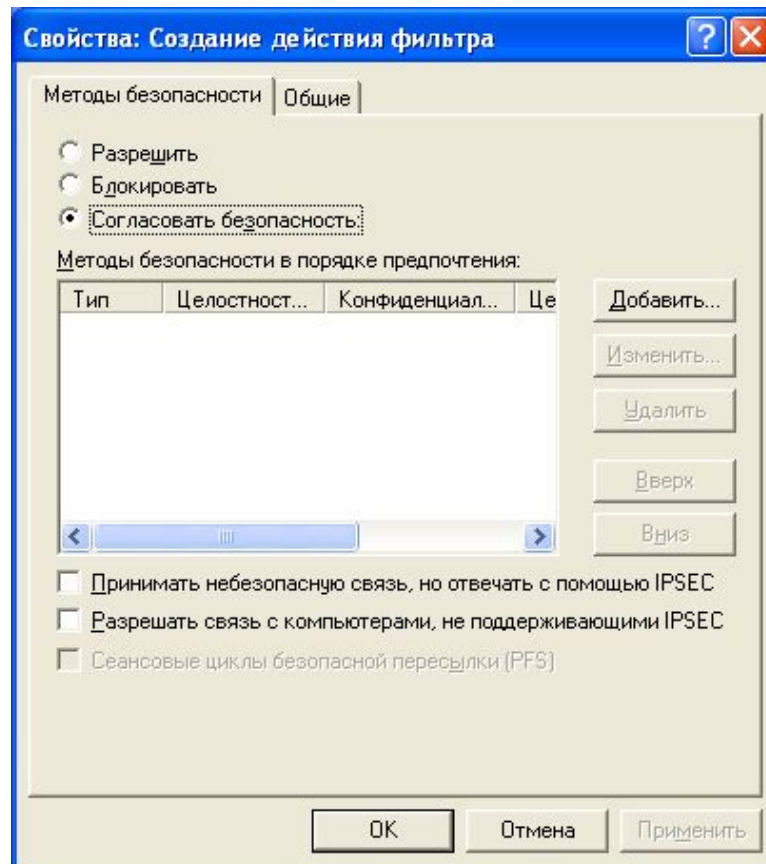 Свойства: Создание действия фильтра
Методы безопасности Общие
Разрешить
Блокировать
Согласовать безопасность:
Методы безопасности в порядке предпочтения:
Тип Целостност... Конфиденциал... Це
Добавить...
Изменить...
Удалить
Вверх
Вниз
Принимать небезопасную связь, но отвечать с помощью IPSEC
Разрешать связь с компьютерами, не поддерживающими IPSEC
Сеансовые циклы безопасной пересылки (PFS)
OK Отмена Применить